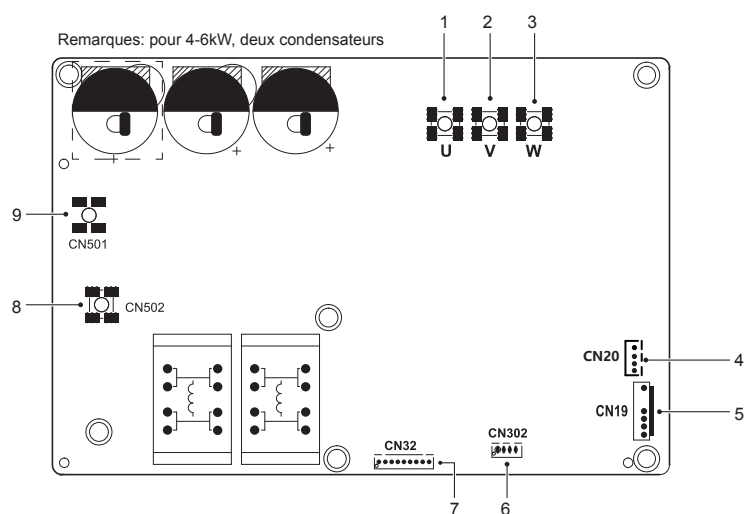 1 2 3
Remarques: pour 4-6kW, deux condensateurs
U V W
9
CN501
8 CN502
CN20 4
CN19 5
CN32 CN302
7 6